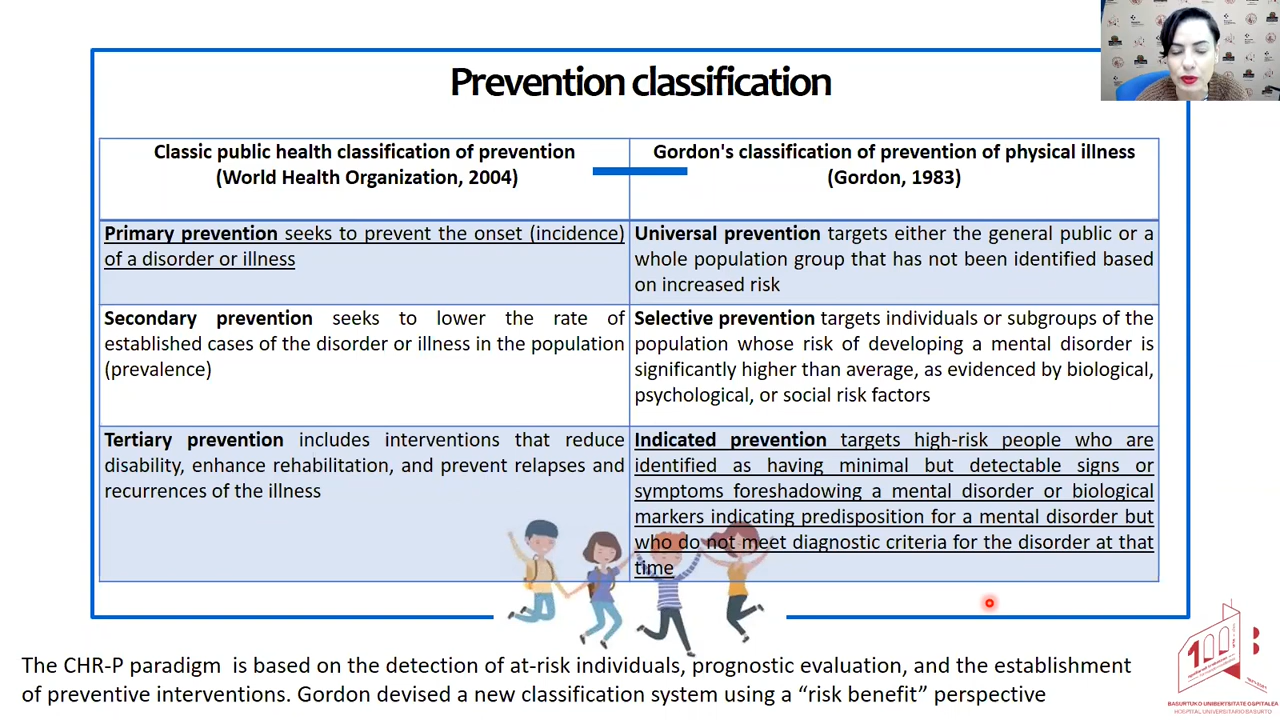 Prevention classification
Classic public health classification of prevention
(World Health Organization, 2004)
Gordon's classification of prevention of physical illness
(Gordon, 1983)
Primary prevention seeks to prevent the onset (incidence)
of a disorder or illness
Universal prevention targets either the general public or a
whole population group that has not been identified based
on increased risk
Secondary prevention seeks to lower the rate of
established cases of the disorder or illness in the population
(prevalence)
Selective prevention targets individuals or subgroups of the
population whose risk of developing a mental disorder is
significantly higher than average, as evidenced by biological,
psychological, or social risk factors
Tertiary prevention includes interventions that reduce
disability, enhance rehabilitation, and prevent relapses and
recurrences of the illness
Indicated prevention targets high-risk people who are
identified as having minimal but detectable signs or
symptoms foreshadowing a mental disorder or biological
markers indicating predisposition for a mental disorder but
who do not meet diagnostic criteria for the disorder at that
time
The CHR-P paradigm is based on the detection of at-risk individuals, prognostic evaluation, and the establishment
of preventive interventions. Gordon devised a new classification system using a “risk benefit” perspective
100
B
BASURTUKO UNIBERTSITATE OSPITALEA
HOSPITAL UNIVERSITARIO BASURTO